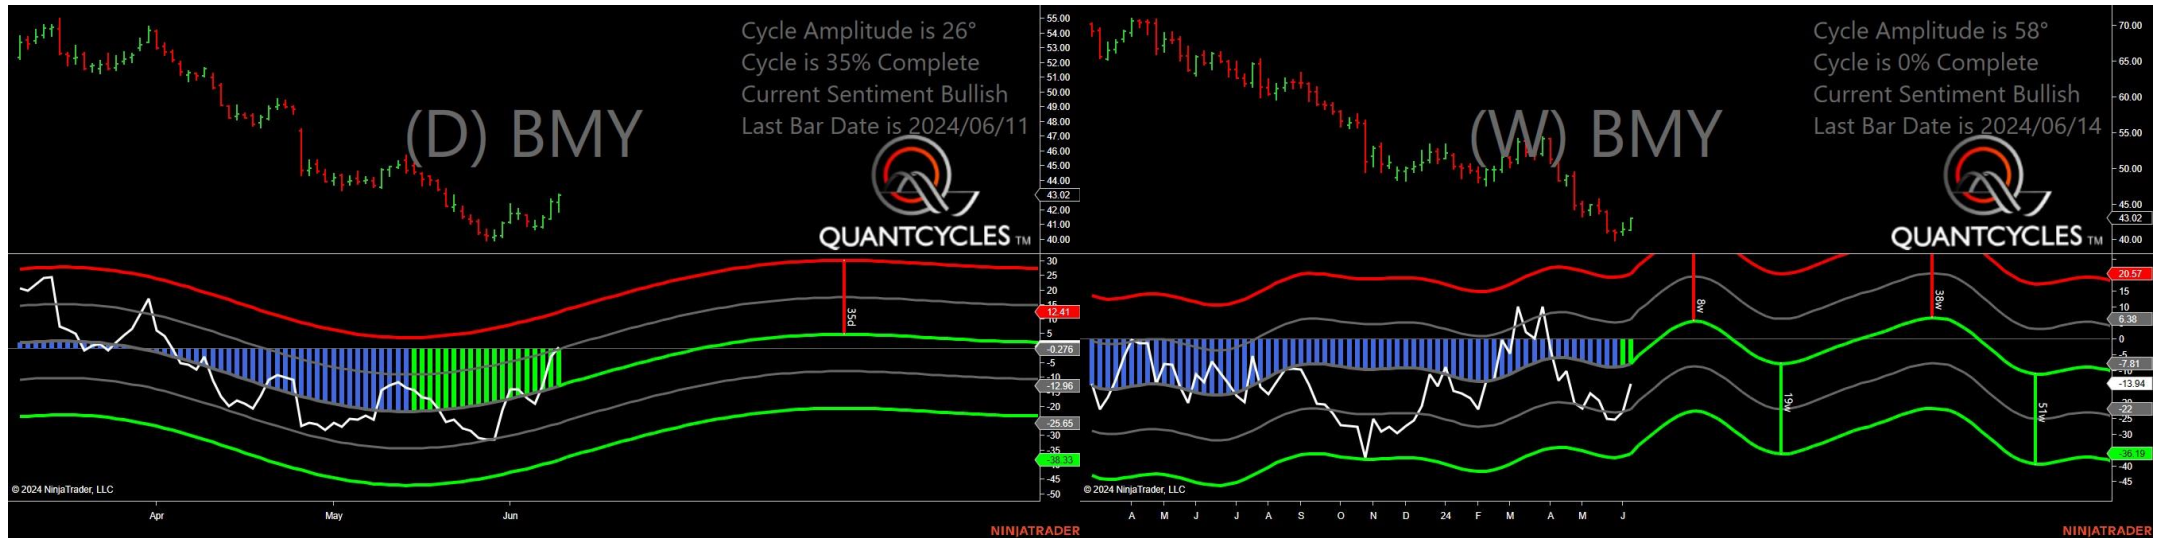 Cycle Amplitude is 26°
Cycle is 35% Complete
Current Sentiment Bullish
Last Bar Date is 2024/06/11
(D) BMY
QUANTCYCLES TM
55.00
54.00
53.00
52.00
51.00
50.00
49.00
48.00
47.00
46.00
45.00
44.00
43.02
42.00
41.00
40.00
30
25
20
15
12.41
10
5
-0.276
-5
-10
-12.96
-15
-20
-25.65
-30
-35
-38.33
-45
-50
35d
© 2024 NinjaTrader, LLC
Apr
May
Jun
NINJATRADER
Cycle Amplitude is 58°
Cycle is 0% Complete
Current Sentiment Bullish
Last Bar Date is 2024/06/14
(W) BMY
QUANTCYCLES TM
70.00
65.00
60.00
55.00
50.00
45.00
43.02
40.00
20.57
15
10
6.38
0
-5
-7.81
-10
-13.94
-22
-25
-30
-36.19
-40
-45
8w
19w
38w
51w
© 2024 NinjaTrader, LLC
A M J J A S O N D 24 F M A M J
NINJATRADER